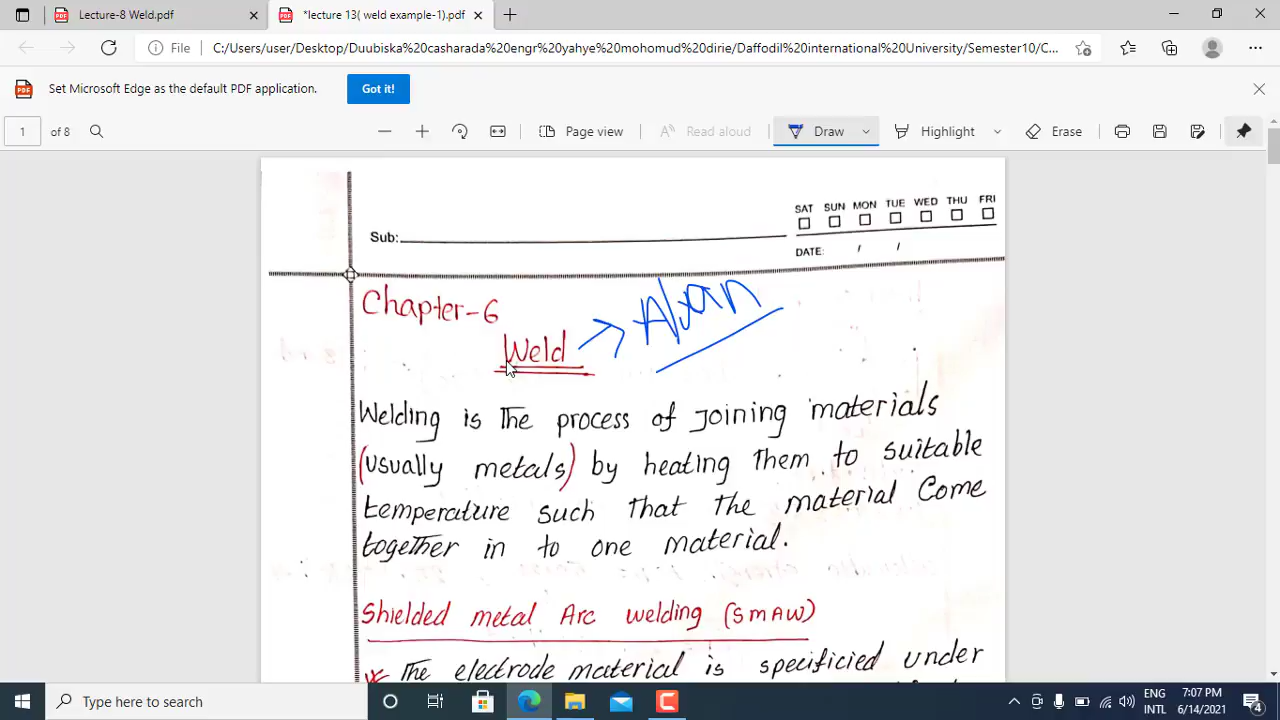 Lecture-8 Weld.pdf
*lecture 13( weld example-1).pdf
File
C:/Users/user/Desktop/Duubiska%20casharada%20engr%20yahye%20mohomud%20dirie/Daffodil%20international%20University/Semester10/C...
Set Microsoft Edge as the default PDF application.
Got it!
1 of 8
Page view
Read aloud
Draw
Highlight
Erase
SAT SUN MON TUE WED THU FRI
Sub:
DATE: / /
Chapter-6
Weld
Welding is The process of Joining materials
(usually metals) by heating Them to suitable
temperature such That The material Come
together in to one material.
Shielded metal Arc welding (SMAW)
* The electrode material is specificied under
Type here to search
ENG
INTL
7:07 PM
6/14/2021
4